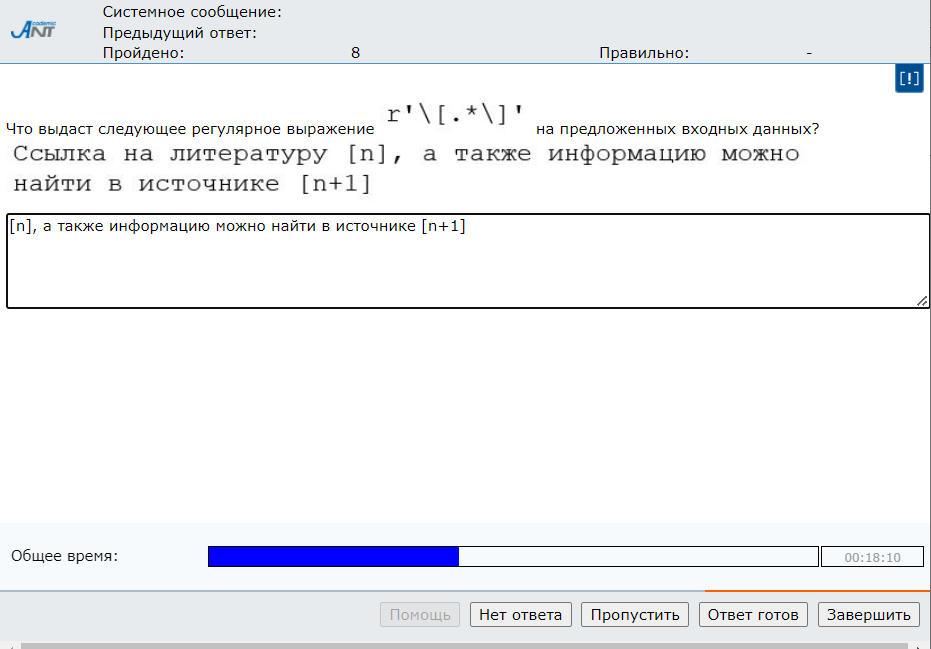 Academic ANT
Системное сообщение:
Предыдущий ответ:
Пройдено: 8 Правильно: -
[!]
Что выдаст следующее регулярное выражение r'\[.*\]' на предложенных входных данных?
Ссылка на литературу [n], а также информацию можно
найти в источнике [n+1]
[n], а также информацию можно найти в источнике [n+1]
Общее время: 00:18:10
Помощь Нет ответа Пропустить Ответ готов Завершить